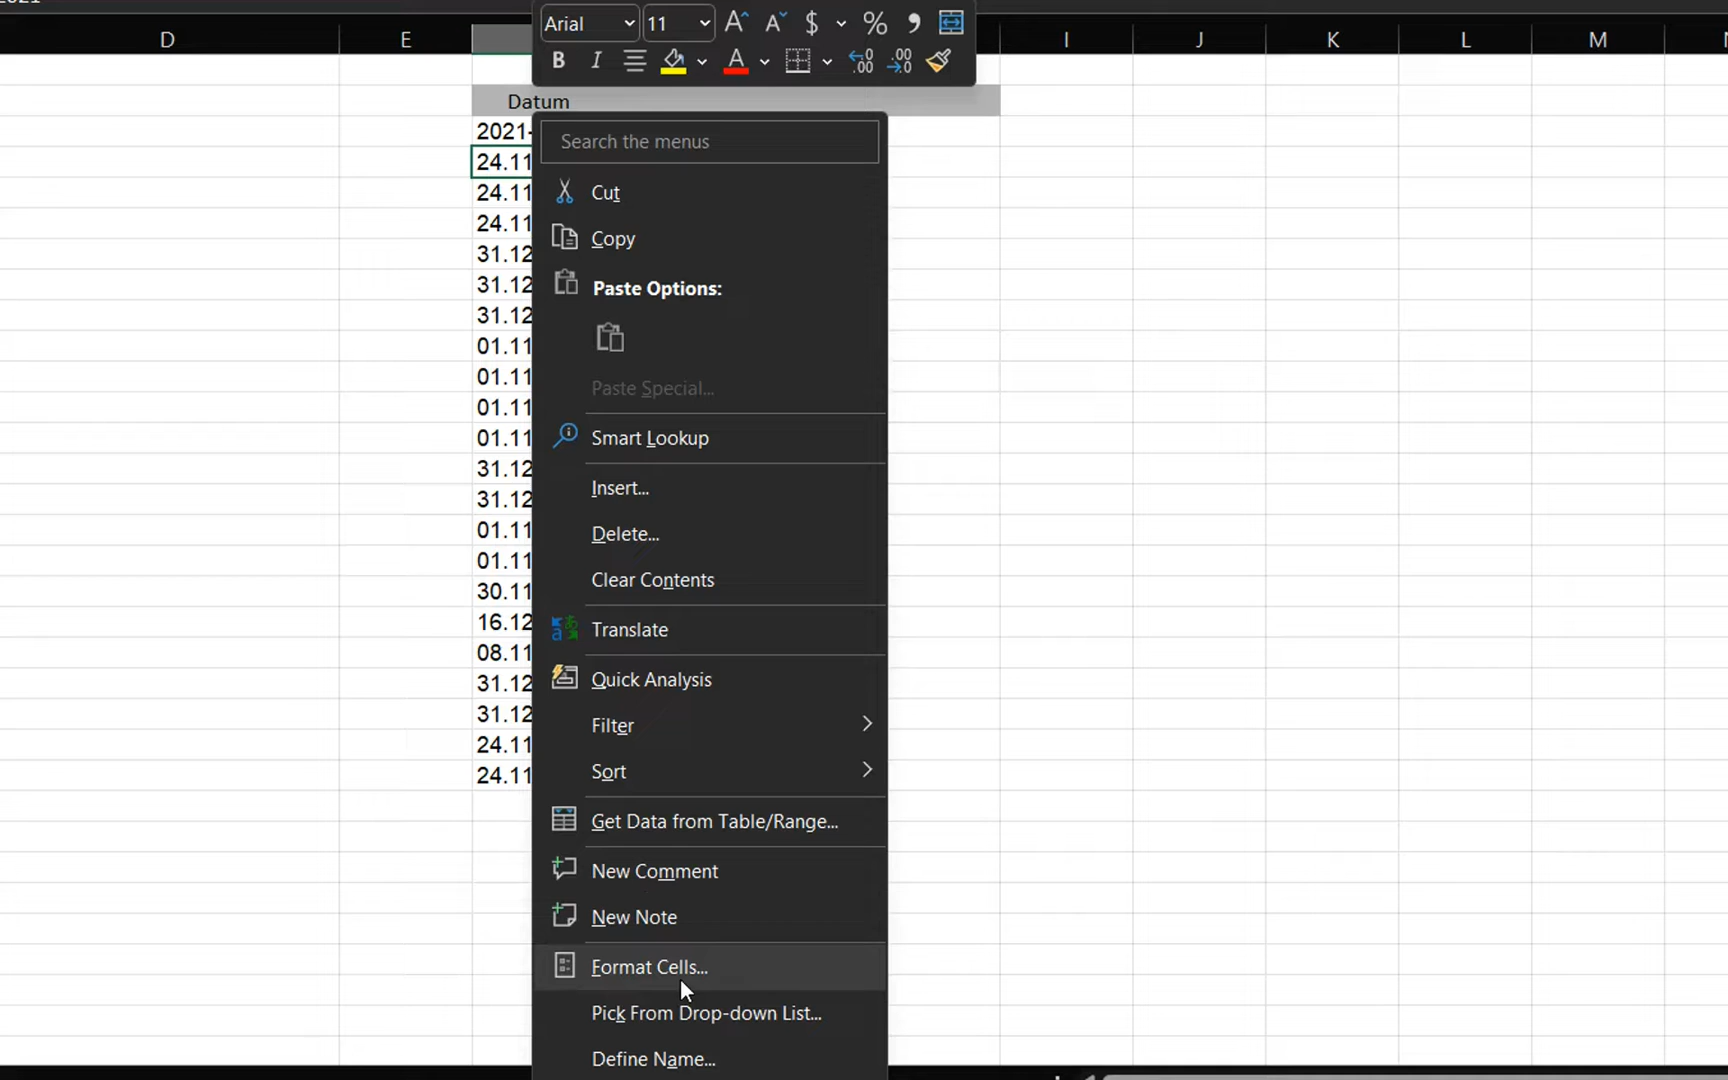 Arial 11 $ % ,
B I A .00 .00
D E I J K L M
Datum
2021-
24.11
24.11
24.11
31.12
31.12
31.12
01.11
01.11
01.11
01.11
31.12
31.12
01.11
01.11
30.11
16.12
08.11
31.12
31.12
24.11
24.11
Search the menus
Cut
Copy
Paste Options:
Paste Special...
Smart Lookup
Insert...
Delete...
Clear Contents
Translate
Quick Analysis
Filter
Sort
Get Data from Table/Range...
New Comment
New Note
Format Cells...
Pick From Drop-down List...
Define Name...